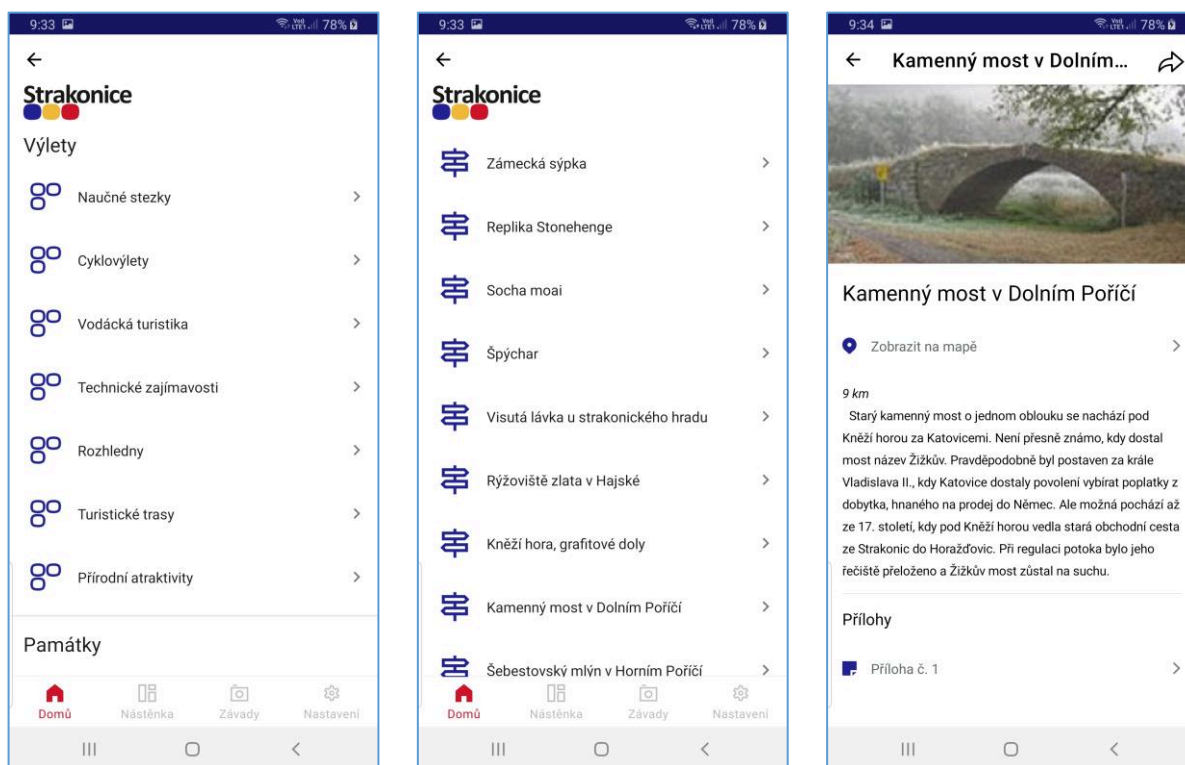 9:33
VoD LTE1 78%
Strakonice
Výlety
Naučné stezky
Cyklovýlety
Vodácká turistika
Technické zajímavosti
Rozhledny
Turistické trasy
Přírodní atraktivity
Památky
Domů
Nástěnka
Závady
Nastavení
9:33
VoD LTE1 78%
Strakonice
Zámecká sýpka
Replika Stonehenge
Socha moai
Špýchar
Visutá lávka u strakonického hradu
Rýžoviště zlata v Hajské
Kněží hora, grafitové doly
Kamenný most v Dolním Poříčí
Šebestovský mlýn v Horním Poříčí
Domů
Nástěnka
Závady
Nastavení
9:34
VoD LTE1 78%
Kamenný most v Dolním...
Kamenný most v Dolním Poříčí
Zobrazit na mapě
9 km
Starý kamenný most o jednom oblouku se nachází pod
Kněží horou za Katovicemi. Není přesně známo, kdy dostal
most název Žižkův. Pravděpodobně byl postaven za krále
Vladislava II., kdy Katovice dostaly povolení vybírat poplatky z
dobytka, hnaného na prodej do Němec. Ale možná pochází až
ze 17. století, kdy pod Kněží horou vedla stará obchodní cesta
ze Strakonic do Horažďovic. Při regulaci potoka bylo jeho
řečiště přeloženo a Žižkův most zůstal na suchu.
Přílohy
Příloha č. 1